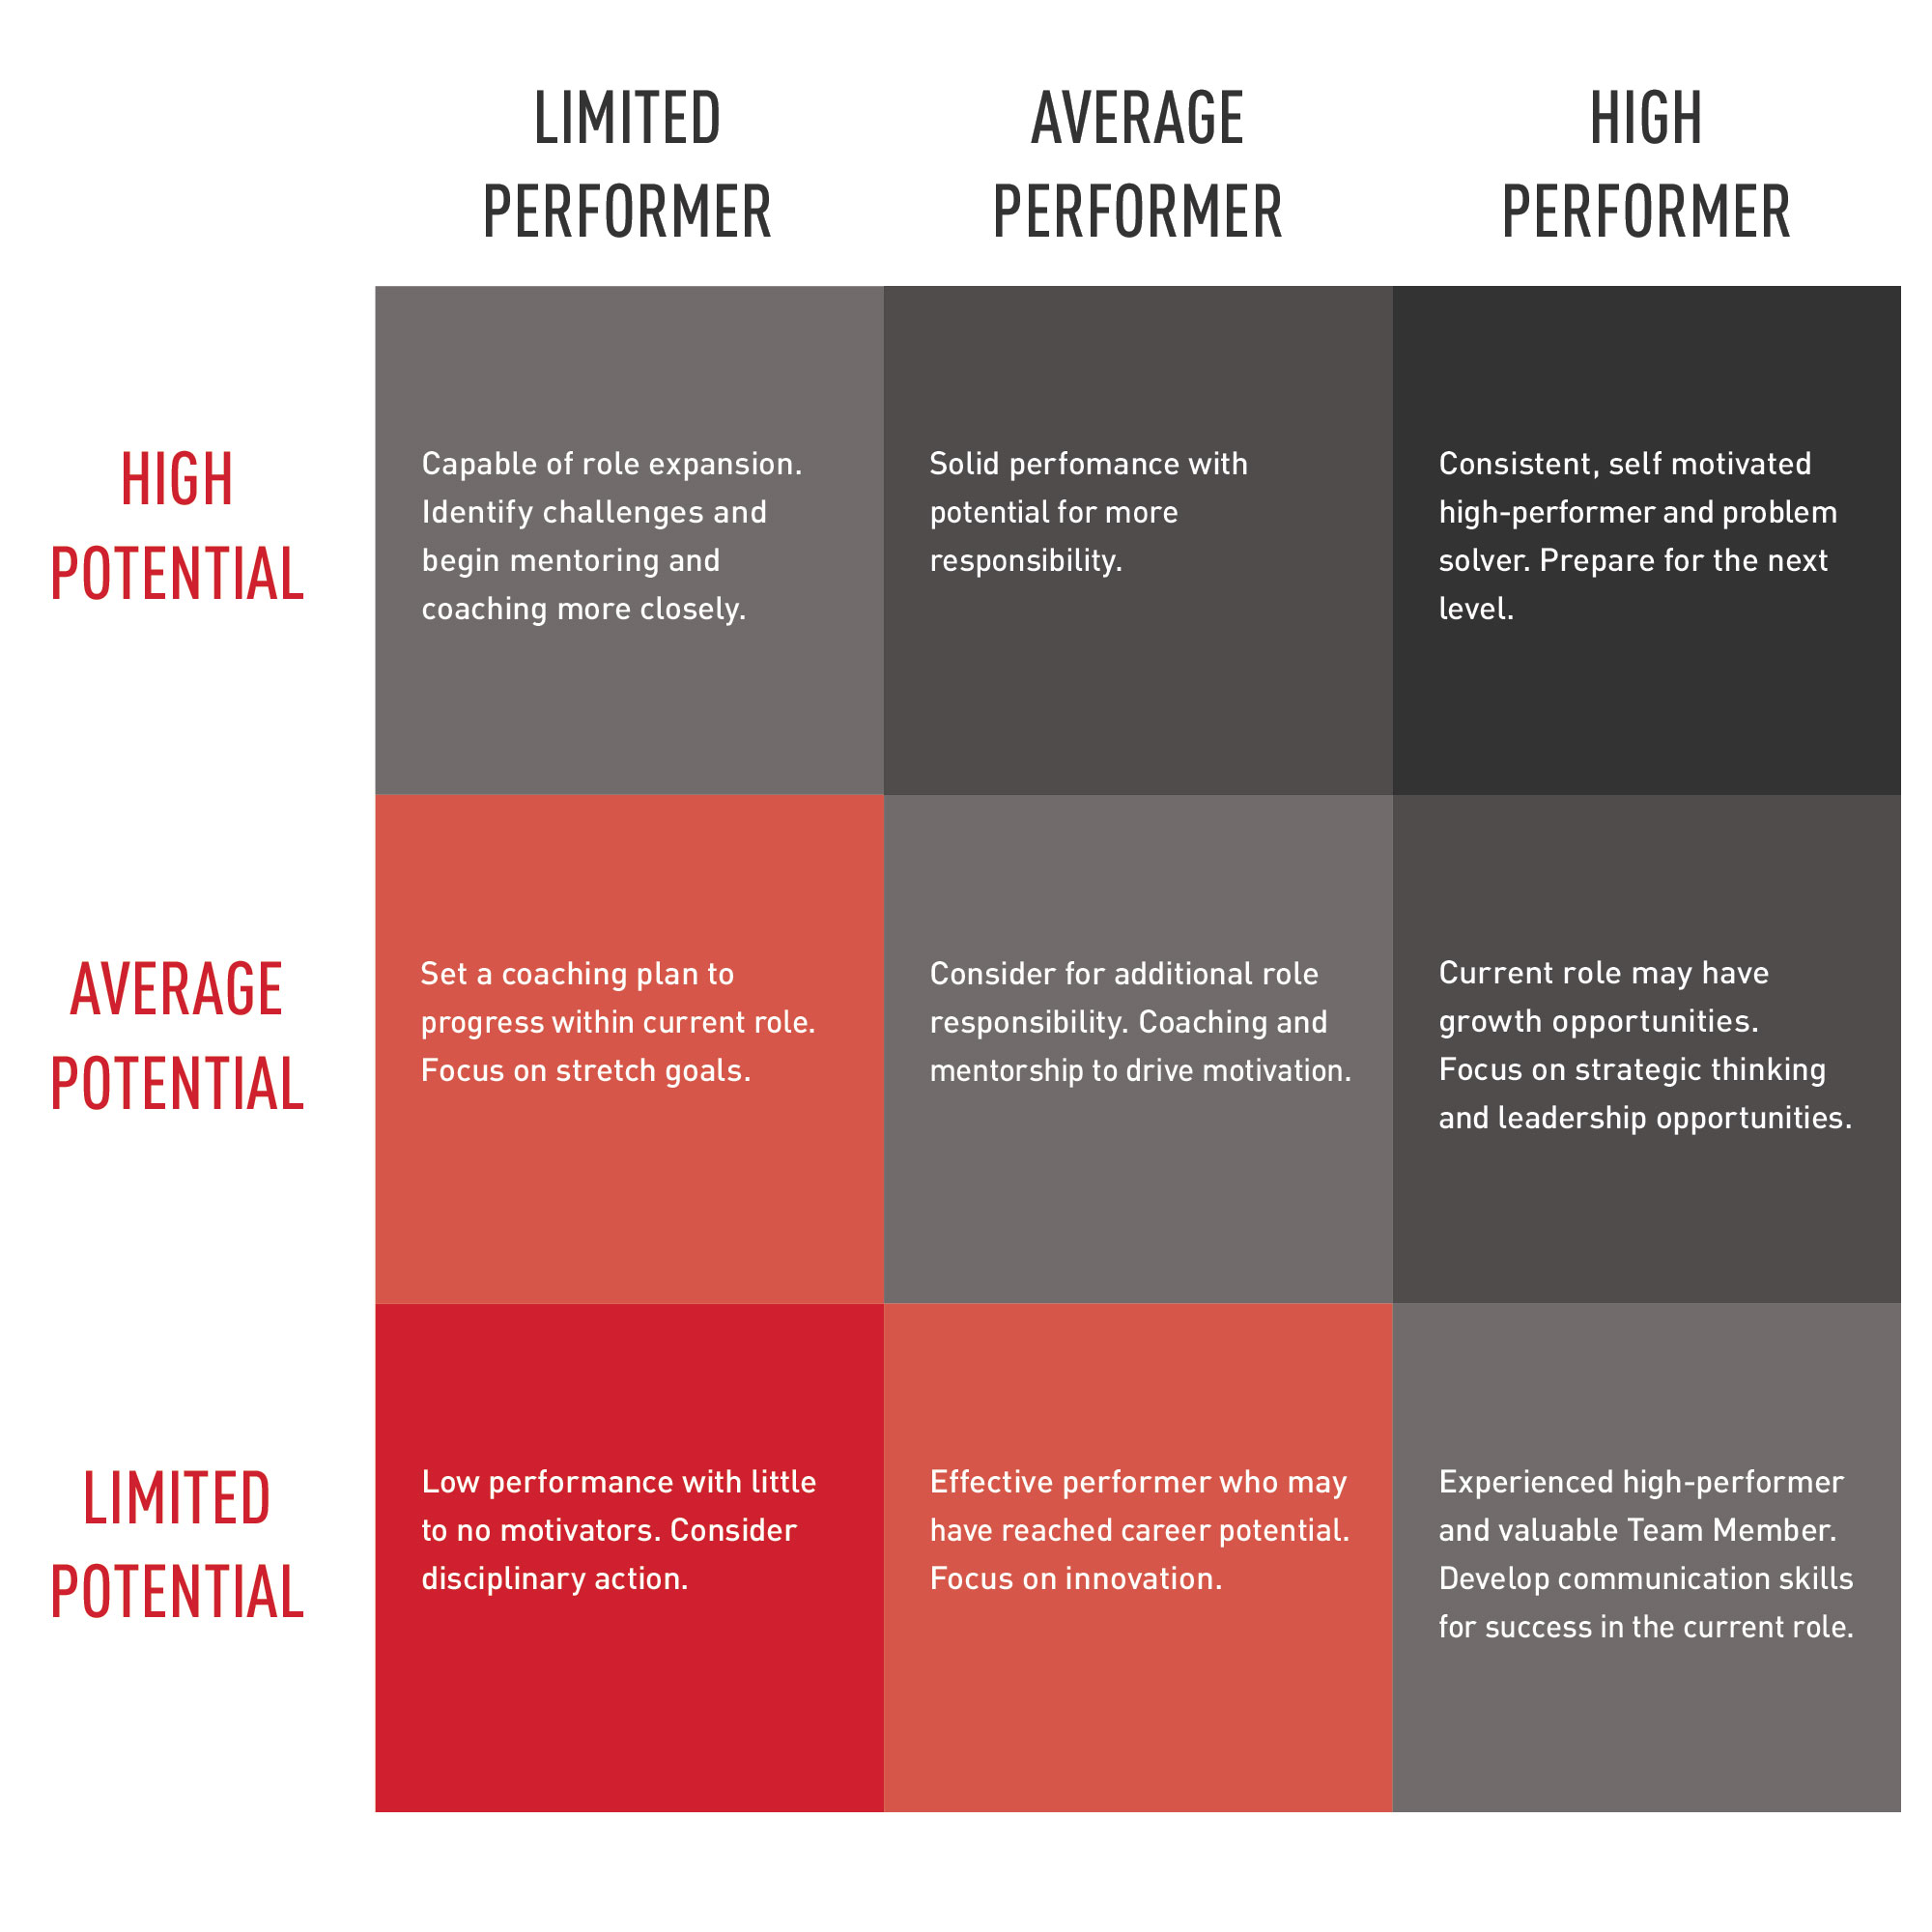 LIMITED
PERFORMER
AVERAGE
PERFORMER
HIGH
PERFORMER
HIGH
POTENTIAL
Capable of role expansion.
Identify challenges and
begin mentoring and
coaching more closely.
Solid perfomance with
potential for more
responsibility.
Consistent, self motivated
high-performer and problem
solver. Prepare for the next
level.
AVERAGE
POTENTIAL
Set a coaching plan to
progress within current role.
Focus on stretch goals.
Consider for additional role
responsibility. Coaching and
mentorship to drive motivation.
Current role may have
growth opportunities.
Focus on strategic thinking
and leadership opportunities.
LIMITED
POTENTIAL
Low performance with little
to no motivators. Consider
disciplinary action.
Effective performer who may
have reached career potential.
Focus on innovation.
Experienced high-performer
and valuable Team Member.
Develop communication skills
for success in the current role.